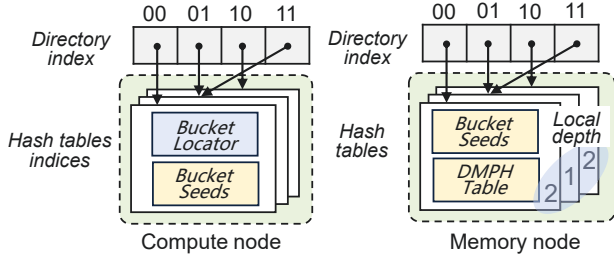 00 01 10 11
Directory
index
Hash tables
indices
Bucket
Locator
Bucket
Seeds
Compute node
00 01 10 11
Directory
index
Hash
tables
Bucket
Seeds
DMPH
Table
Local
depth
2 1 2
Memory node